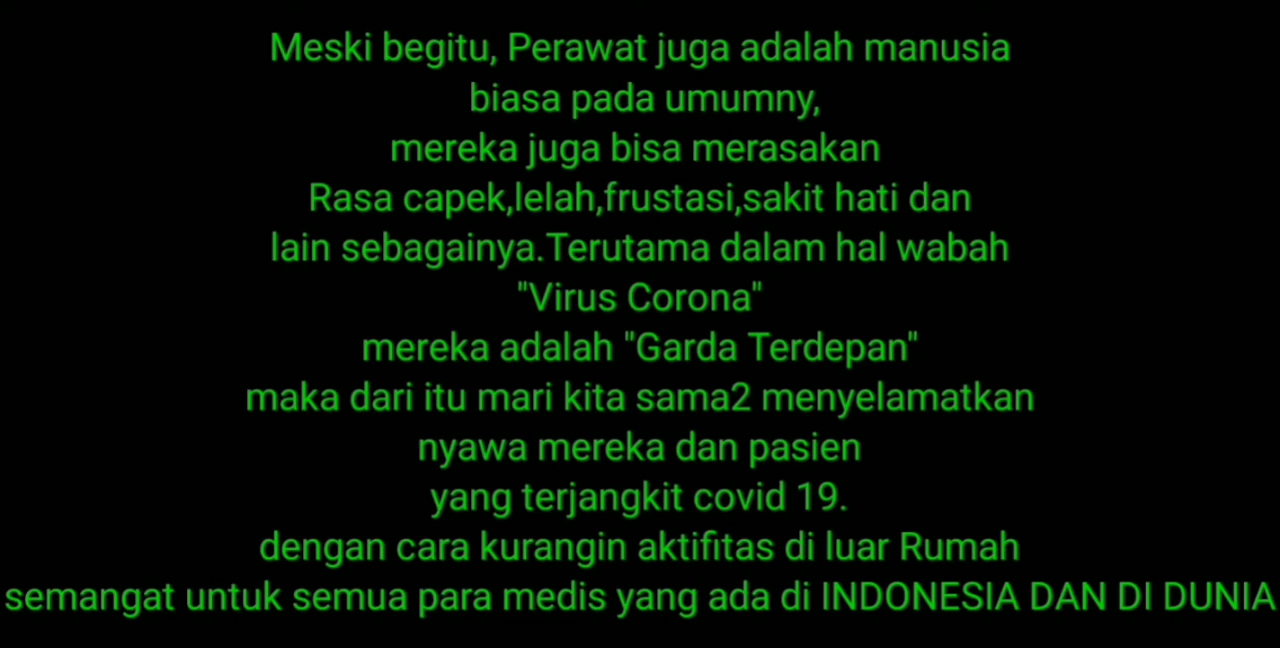 Meski begitu, Perawat juga adalah manusia
biasa pada umumny,
mereka juga bisa merasakan
Rasa capek,lelah,frustasi,sakit hati dan
lain sebagainya.Terutama dalam hal wabah
"Virus Corona"
mereka adalah "Garda Terdepan"
maka dari itu mari kita sama2 menyelamatkan
nyawa mereka dan pasien
yang terjangkit covid 19.
dengan cara kurangin aktifitas di luar Rumah
semangat untuk semua para medis yang ada di INDONESIA DAN DI DUNIA